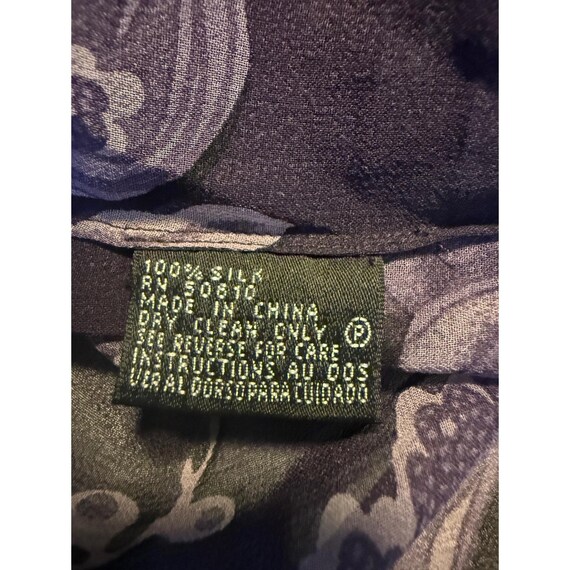 100% SILK
RN 50610
MADE IN CHINA
DRY CLEAN ONLY Ⓟ
SEE REVERSE FOR CARE
INSTRUCTIONS AU DOS
VER AL DORSO PARA CUIDADO